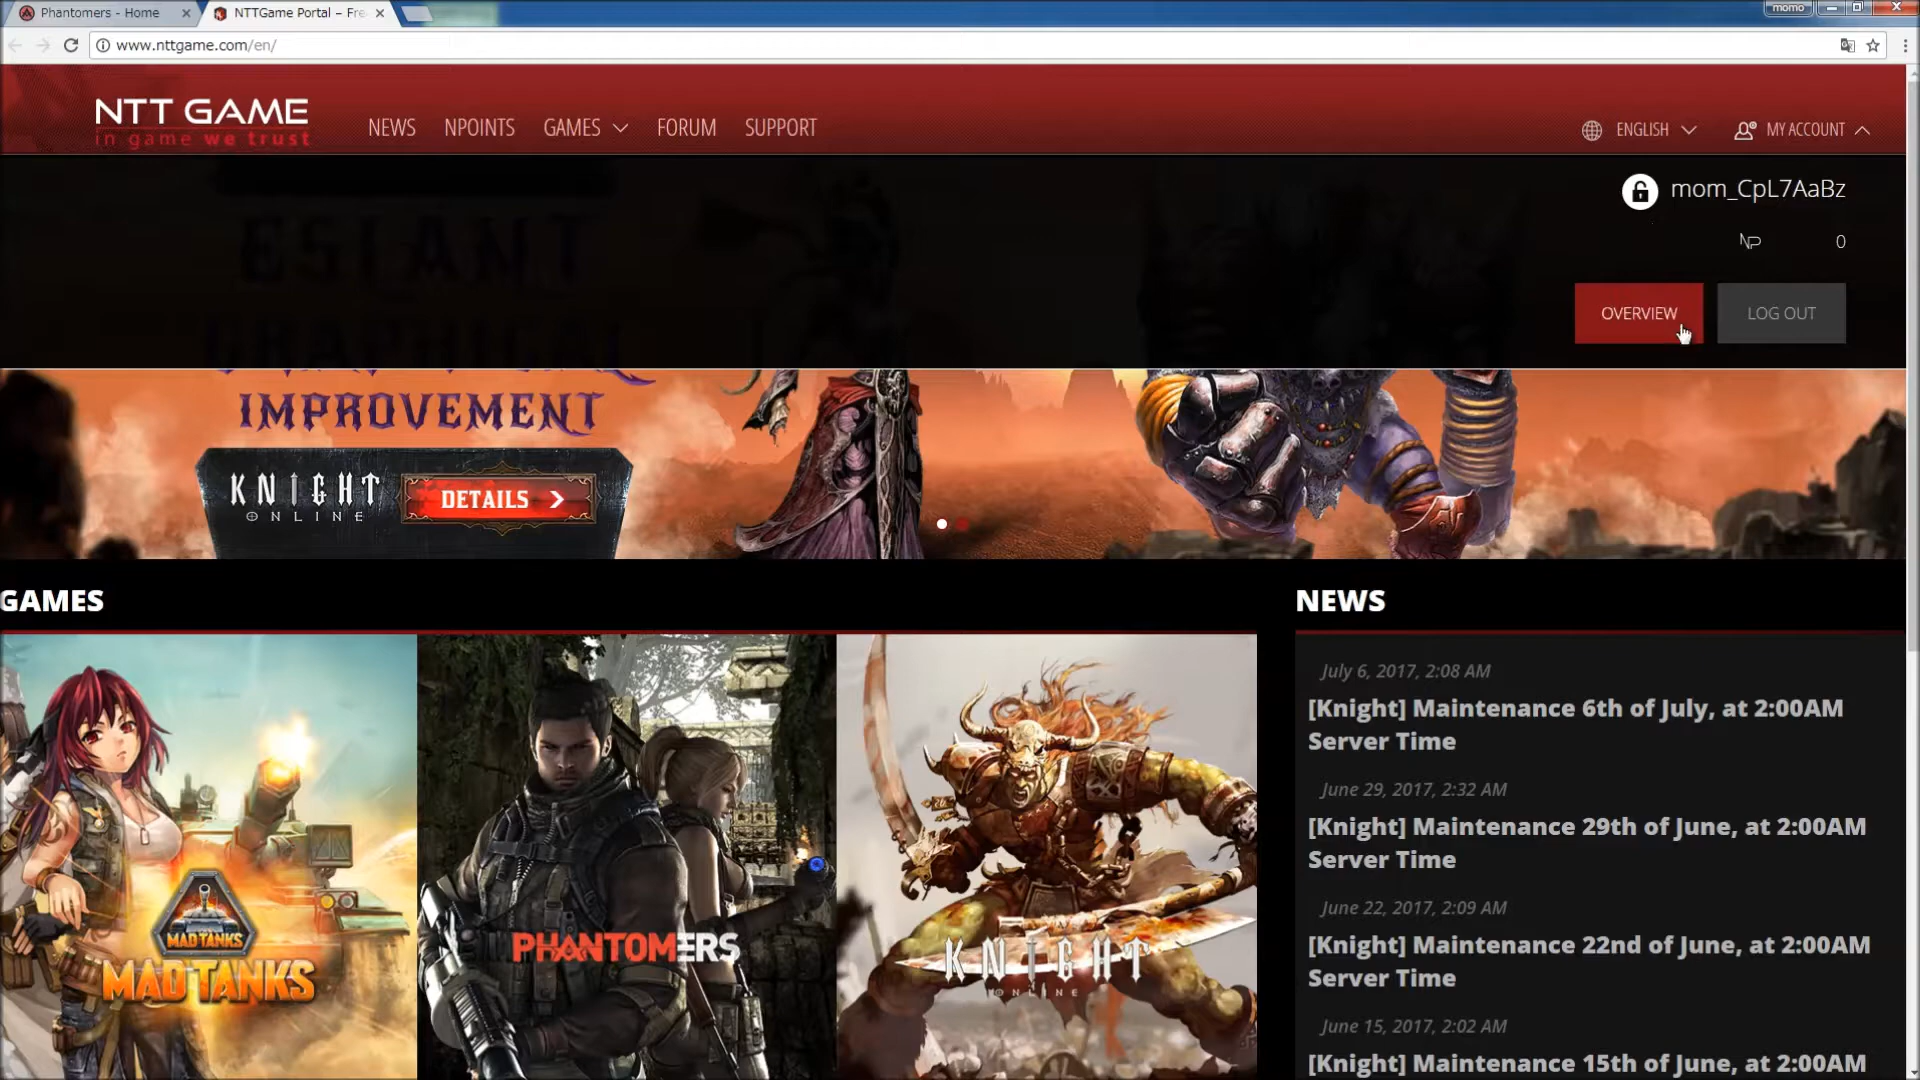 Phantomers - Home
NTTGame Portal – Fre
momo
www.nttgame.com/en/
NTT GAME
in game we trust
NEWS
NPOINTS
GAMES
FORUM
SUPPORT
ENGLISH
MY ACCOUNT
mom_CpL7AaBz
NP
0
OVERVIEW
LOG OUT
GRAPHICAL
IMPROVEMENT
KNIGHT
ONLINE
DETAILS
GAMES
NEWS
MAD TANKS
MAD TANKS
PHANTOMERS
KNIGHT
ONLINE
July 6, 2017, 2:08 AM
[Knight] Maintenance 6th of July, at 2:00AM
Server Time
June 29, 2017, 2:32 AM
[Knight] Maintenance 29th of June, at 2:00AM
Server Time
June 22, 2017, 2:09 AM
[Knight] Maintenance 22nd of June, at 2:00AM
Server Time
June 15, 2017, 2:02 AM
[Knight] Maintenance 15th of June, at 2:00AM